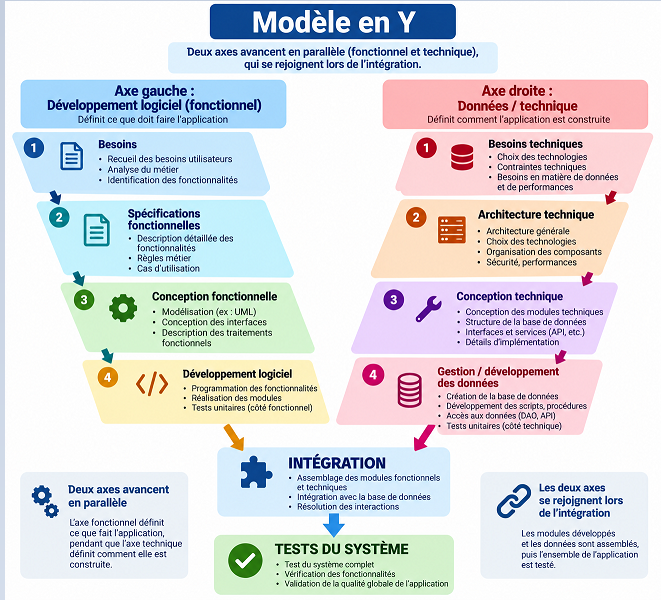 Modèle en Y
Deux axes avancent en parallèle (fonctionnel et technique),
qui se rejoignent lors de l'intégration.
Axe gauche :
Développement logiciel (fonctionnel)
Définit ce que doit faire l'application
1
Besoins
• Recueil des besoins utilisateurs
• Analyse du métier
• Identification des fonctionnalités
2
Spécifications
fonctionnelles
• Description détaillée des
fonctionnalités
• Règles métier
• Cas d'utilisation
3
Conception fonctionnelle
• Modélisation (ex : UML)
• Conception des interfaces
• Description des traitements
fonctionnels
4
Développement logiciel
• Programmation des fonctionnalités
• Réalisation des modules
• Tests unitaires (côté fonctionnel)
Axe droite :
Données / technique
Définit comment l'application est construite
1
Besoins techniques
• Choix des technologies
• Contraintes techniques
• Besoins en matière de données
et de performances
2
Architecture technique
• Architecture générale
• Choix des technologies
• Organisation des composants
• Sécurité, performances
3
Conception technique
• Conception des modules techniques
• Structure de la base de données
• Interfaces et services (API, etc.)
• Détails d'implémentation
4
Gestion / développement
des données
• Création de la base de données
• Développement des scripts, procédures
• Accès aux données (DAO, API)
• Tests unitaires (côté technique)
INTÉGRATION
• Assemblage des modules fonctionnels
et techniques
• Intégration avec la base de données
• Résolution des interactions
TESTS DU SYSTÈME
• Test du système complet
• Vérification des fonctionnalités
• Validation de la qualité globale de l'application
Deux axes avancent
en parallèle
L'axe fonctionnel définit
ce que fait l'application,
pendant que l'axe technique
définit comment elle est
construite.
Les deux axes
se rejoignent lors
de l'intégration
Les modules développés
et les données sont assemblés,
puis l'ensemble de l'application
est testé.